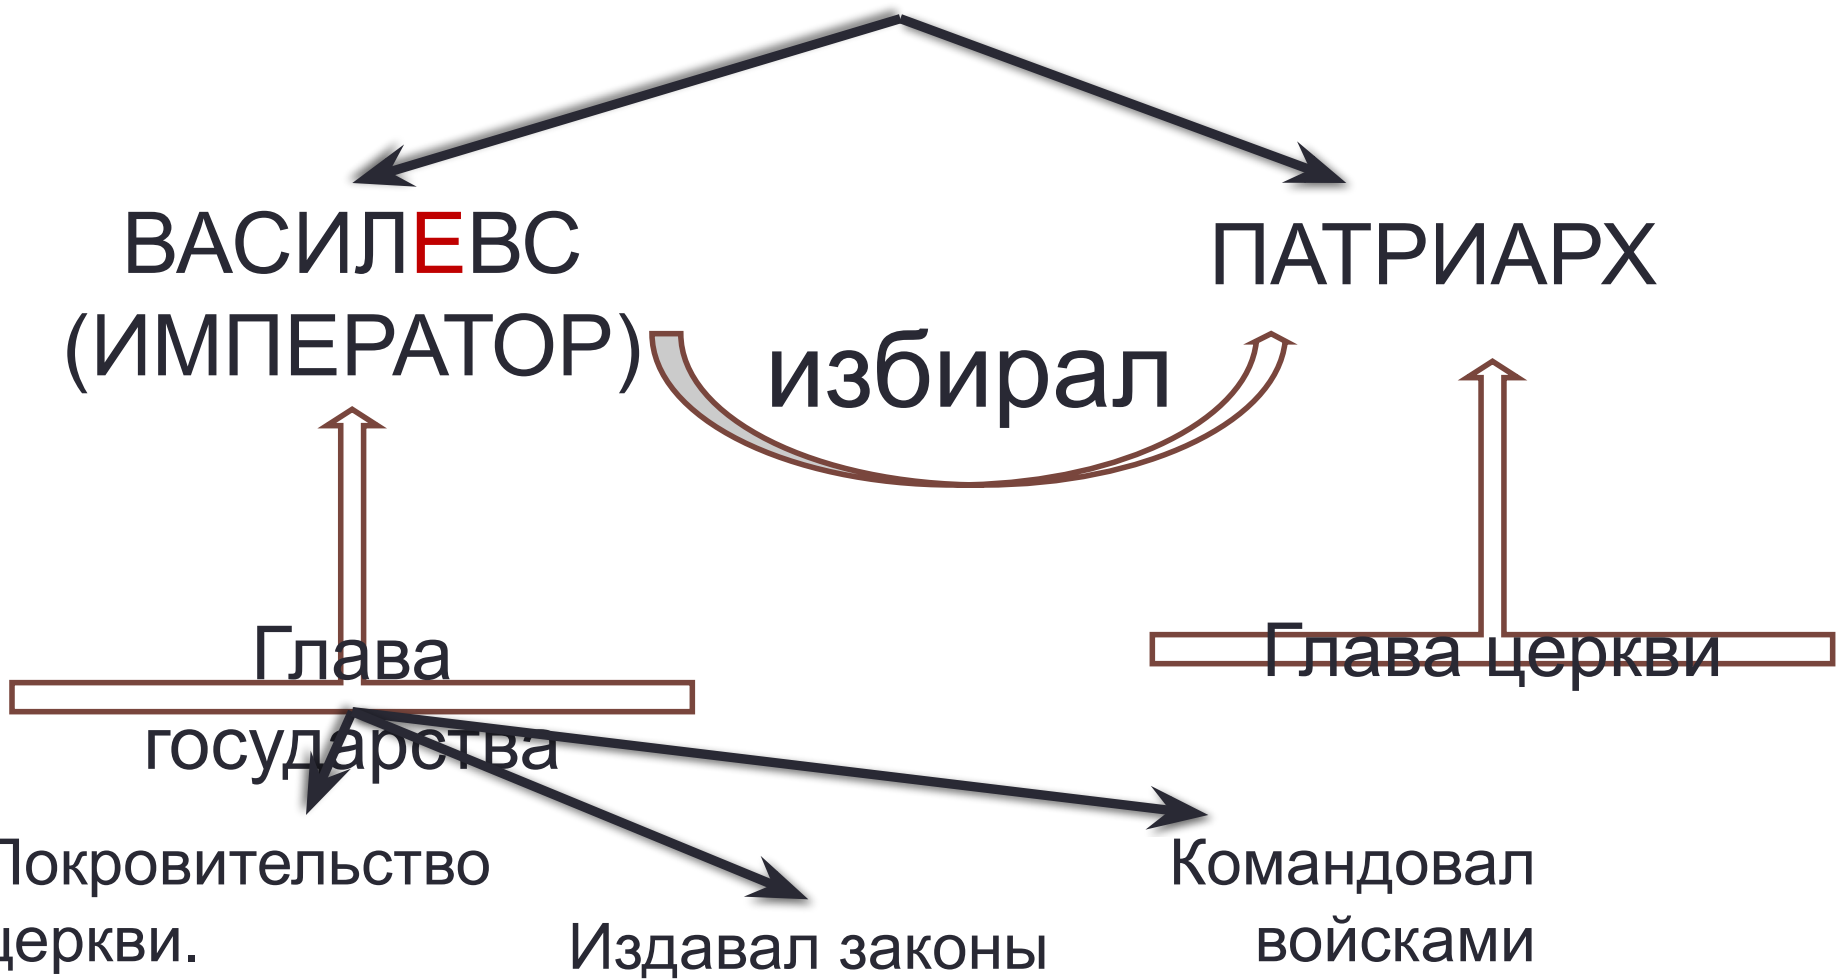 ВАСИЛЕВС
(ИМПЕРАТОР)
ПАТРИАРХ
избирал
Глава
государства
Глава церкви
Покровительство
церкви.
Издавал законы
Командовал
войсками